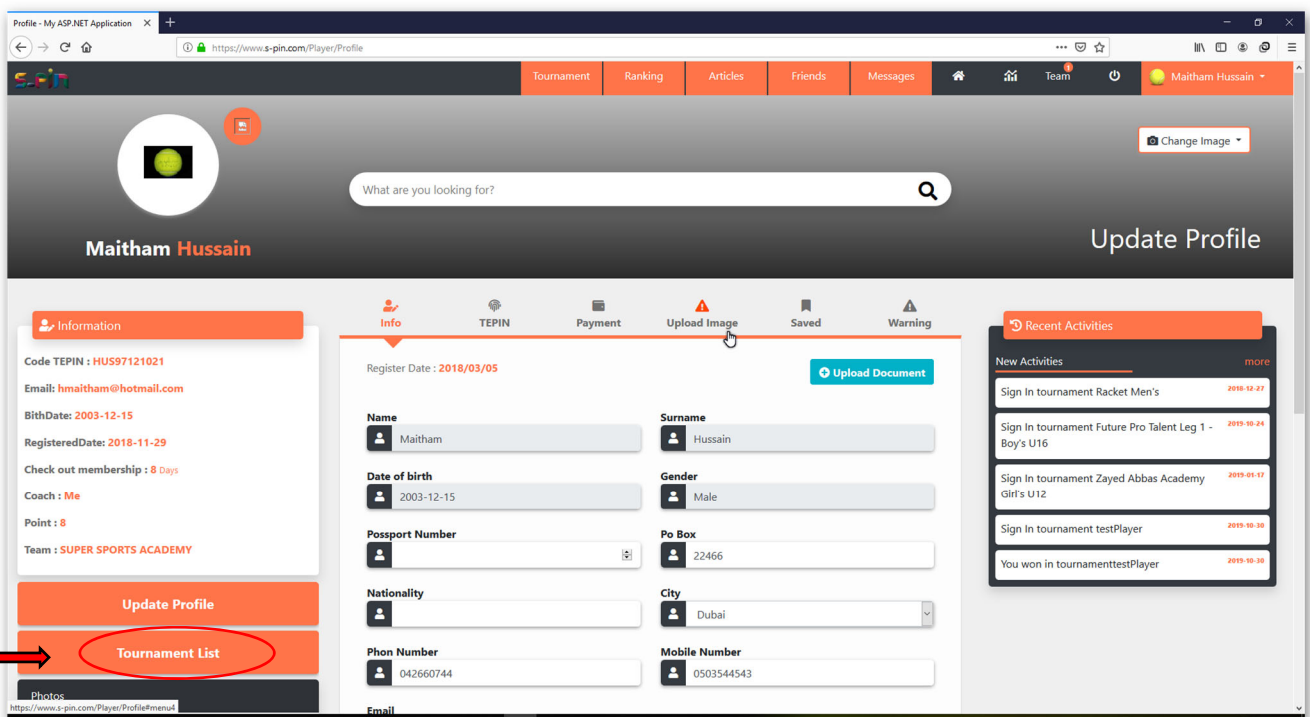 Profile - My ASP.NET Application
https://www.s-pin.com/Player/Profile
s-pin
Tournament Ranking Articles Friends Messages Team 1 Maitham Hussain
Change Image
What are you looking for?
Maitham Hussain
Update Profile
Information
Code TEPIN : HUS97121021
Email: hmaitham@hotmail.com
BithDate: 2003-12-15
RegisteredDate: 2018-11-29
Check out membership : 8 Days
Coach : Me
Point : 8
Team : SUPER SPORTS ACADEMY
Update Profile
Tournament List
Photos
https://www.s-pin.com/Player/Profile#menu4
Info TEPIN Payment Upload Image Saved Warning
Register Date : 2018/03/05
Upload Document
Name Surname
Maitham Hussain
Date of birth Gender
2003-12-15 Male
Possport Number Po Box
22466
Nationality City
Dubai
Phon Number Mobile Number
042660744 0503544543
Email
Recent Activities
New Activities more
Sign In tournament Racket Men's 2018-12-27
Sign In tournament Future Pro Talent Leg 1 - 2019-10-24
Boy's U16
Sign In tournament Zayed Abbas Academy 2019-01-17
Girl's U12
Sign In tournament testPlayer 2019-10-30
You won in tournamenttestPlayer 2019-10-30